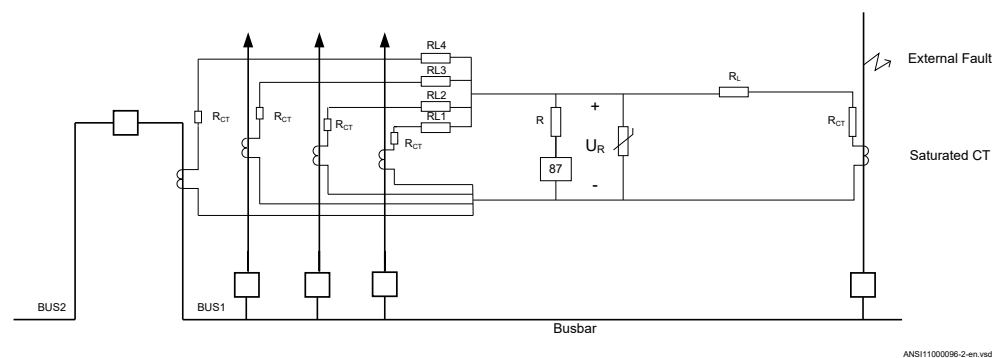 RL4
RL3
RL2
RL1
RCT
RCT
RCT
RCT
R
87
+
UR
-
RL
RCT
External Fault
Saturated CT
BUS2
BUS1
Busbar
ANSI11000096-2-en.vsd